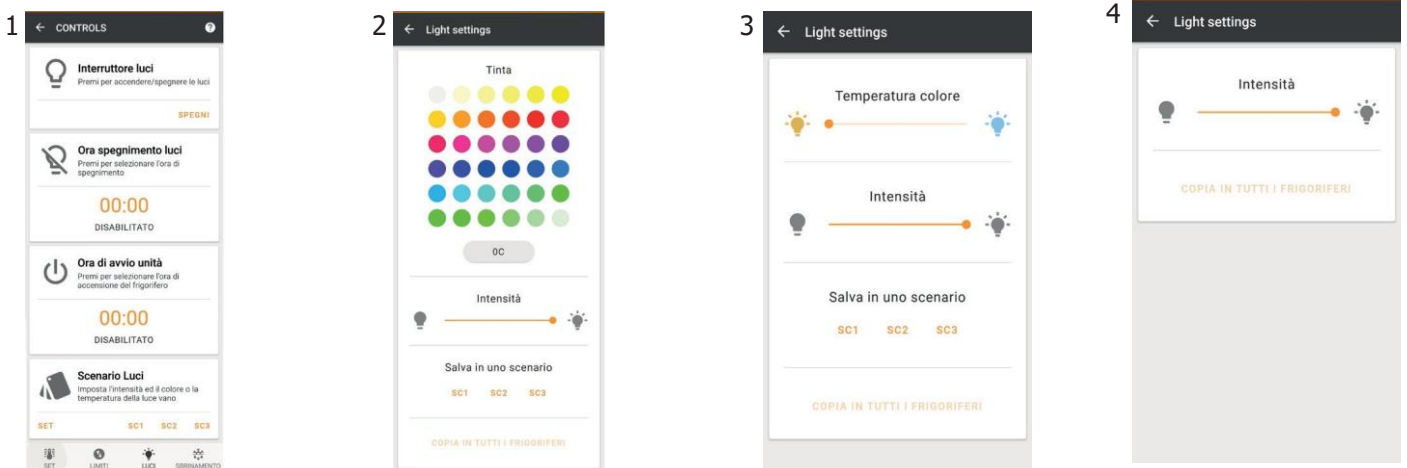 1
CONTROLS
?
Interruttore luci
Premi per accendere/spegnere le luci
SPEGNI
Ora spegnimento luci
Premi per selezionare l'ora di
spegnimento
00:00
DISABILITATO
Ora di avvio unità
Premi per selezionare l'ora di
accensione del frigorifero
00:00
DISABILITATO
Scenario Luci
Imposta l'intensità ed il colore o la
temperatura della luce vano
SET SC1 SC2 SC3
SET LIMITI LUCI SBRINAMENTO
2
Light settings
Tinta
0C
Intensità
Salva in uno scenario
SC1 SC2 SC3
COPIA IN TUTTI I FRIGORIFERI
3
Light settings
Temperatura colore
Intensità
Salva in uno scenario
SC1 SC2 SC3
COPIA IN TUTTI I FRIGORIFERI
4
Light settings
Intensità
COPIA IN TUTTI I FRIGORIFERI